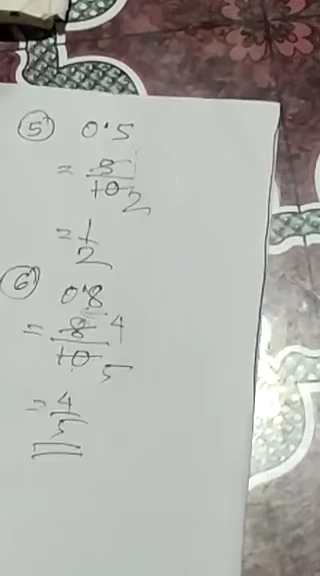 ⑤ 0.5
= 5/10 2
= 1/2
⑥ 0.8
= 8/10 4 5
= 4/5